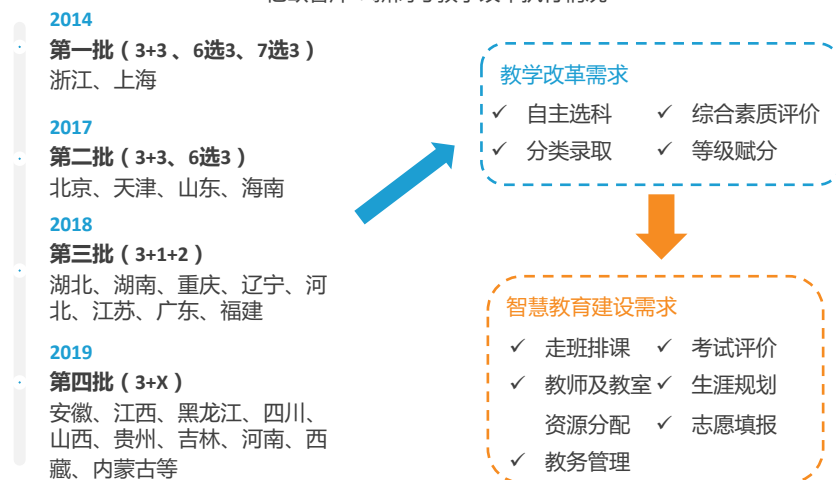 2014
第一批（3+3 、6选3、7选3）
浙江、上海
2017
第二批（3+3、6选3）
北京、天津、山东、海南
2018
第三批（3+1+2）
湖北、湖南、重庆、辽宁、河
北、江苏、广东、福建
2019
第四批（3+X）
安徽、江西、黑龙江、四川、
山西、贵州、吉林、河南、西
藏、内蒙古等
教学改革需求
✓ 自主选科 ✓ 综合素质评价
✓ 分类录取 ✓ 等级赋分
智慧教育建设需求
✓ 走班排课 ✓ 考试评价
✓ 教师及教室 ✓ 生涯规划
资源分配 ✓ 志愿填报
✓ 教务管理